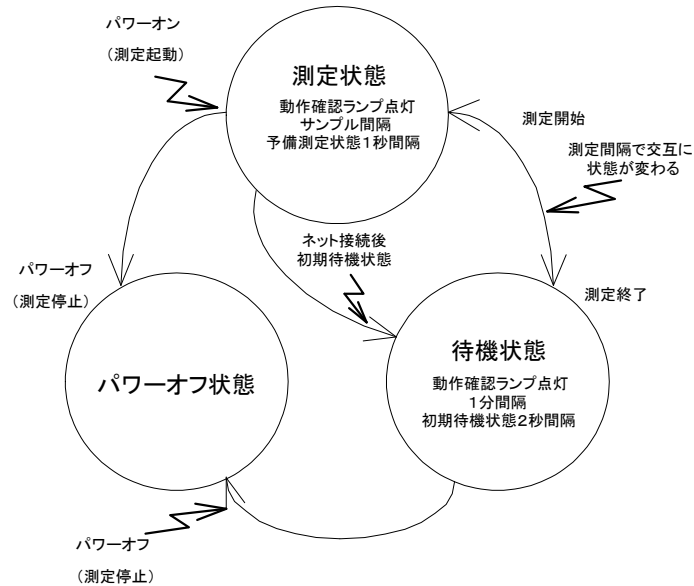 パワーオン
(測定起動)
測定状態
動作確認ランプ点灯
サンプル間隔
予備測定状態1秒間隔
測定開始
測定間隔で交互に
状態が変わる
ネット接続後
初期待機状態
パワーオフ
(測定停止)
測定終了
パワーオフ状態
待機状態
動作確認ランプ点灯
1分間隔
初期待機状態2秒間隔
パワーオフ
(測定停止)